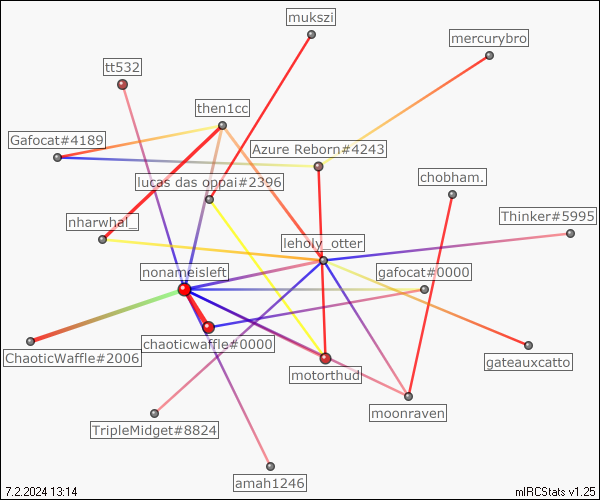 mukszi
mercurybro
tt532
then1cc
Gafocat#4189
Azure Reborn#4243
chobham.
lucas das oppai#2396
Thinker#5995
nharwhal_
leholy_otter
nonameisleft
gafocat#0000
chaoticwaffle#0000
ChaoticWaffle#2006
gateauxcatto
motorthud
moonraven
TripleMidget#8824
amah1246
7.2.2024 13:14
mIRCStats v1.25